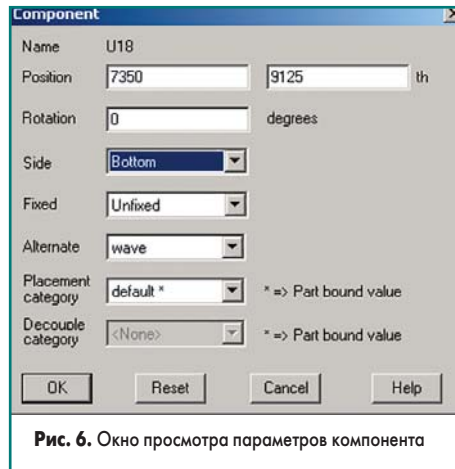 Component
Name U18
Position 7350 9125 th
Rotation 0 degrees
Side Bottom
Fixed Unfixed
Alternate wave
Placement category default * * => Part bound value
Decouple category <None> * => Part bound value
OK Reset Cancel Help
Рис. 6. Окно просмотра параметров компонента